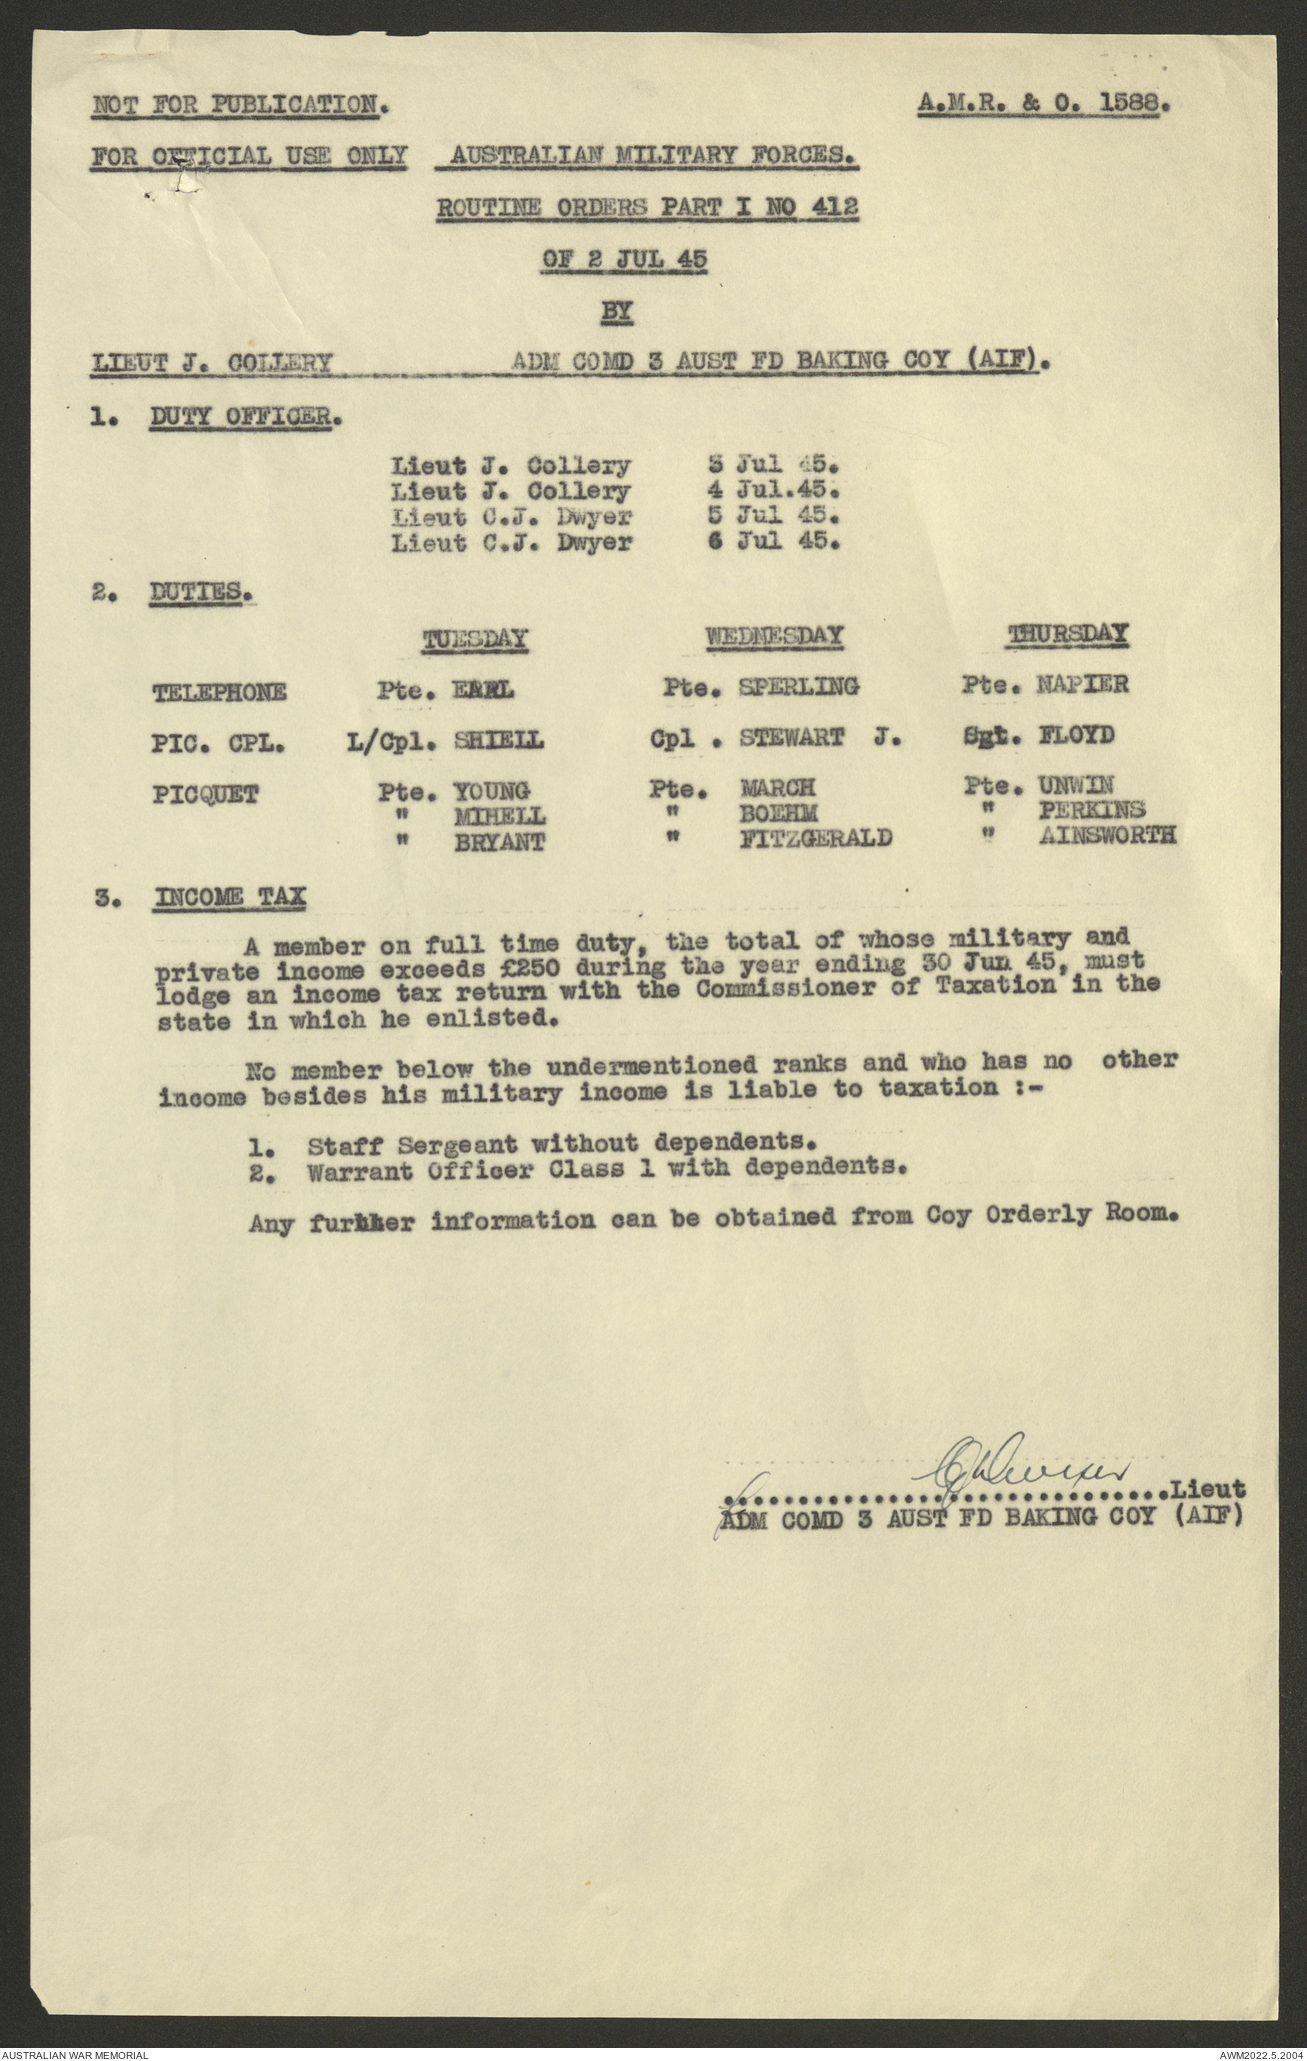 NOT FOR PUBLICATION. A.M.R. & O. 1588.
FOR OFFICIAL USE ONLY AUSTRALIAN MILITARY FORCES.
ROUTINE ORDERS PART I NO 412
OF 2 JUL 45
BY
LIEUT J. COLLERY ADM COMD 3 AUST FD BAKING COY (AIF).
1. DUTY OFFICER.
Lieut J. Collery 3 Jul 45.
Lieut J. Collery 4 Jul.45.
Lieut C.J. Dwyer 5 Jul 45.
Lieut C.J. Dwyer 6 Jul 45.
2. DUTIES.
TUESDAY WEDNESDAY THURSDAY
TELEPHONE Pte. EARL Pte. SPERLING Pte. NAPIER
PIC. CPL. L/Cpl. SHIELL Cpl . STEWART J. Sgt. FLOYD
PICQUET Pte. YOUNG Pte. MARCH Pte. UNWIN
" MIHELL " BOEHM " PERKINS
" BRYANT " FITZGERALD " AINSWORTH
3. INCOME TAX
A member on full time duty, the total of whose military and
private income exceeds £250 during the year ending 30 Jun 45, must
lodge an income tax return with the Commissioner of Taxation in the
state in which he enlisted.
No member below the undermentioned ranks and who has no other
income besides his military income is liable to taxation :-
1. Staff Sergeant without dependents.
2. Warrant Officer Class 1 with dependents.
Any further information can be obtained from Coy Orderly Room.
..............................Lieut
ADM COMD 3 AUST FD BAKING COY (AIF)
AUSTRALIAN WAR MEMORIAL AWM2022.5.2004